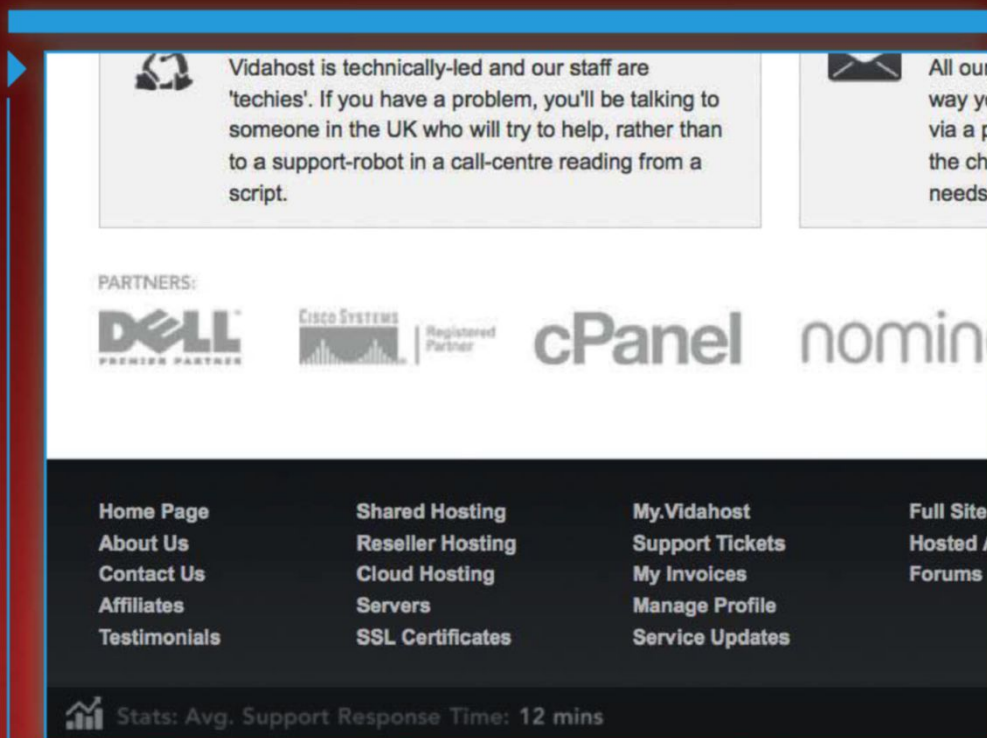 Vidahost is technically-led and our staff are
'techies'. If you have a problem, you'll be talking to
someone in the UK who will try to help, rather than
to a support-robot in a call-centre reading from a
script.
All our
way
via a
the
needs
PARTNERS:
DELL
PREMIER PARTNER
CISCO SYSTEMS
Registered
Partner
cPanel
Home Page
About Us
Contact Us
Affiliates
Testimonials
Shared Hosting
Reseller Hosting
Cloud Hosting
Servers
SSL Certificates
My.Vidahost
Support Tickets
My Invoices
Manage Profile
Service Updates
Full Site
Hosted
Forums
Stats: Avg. Support Response Time: 12 mins